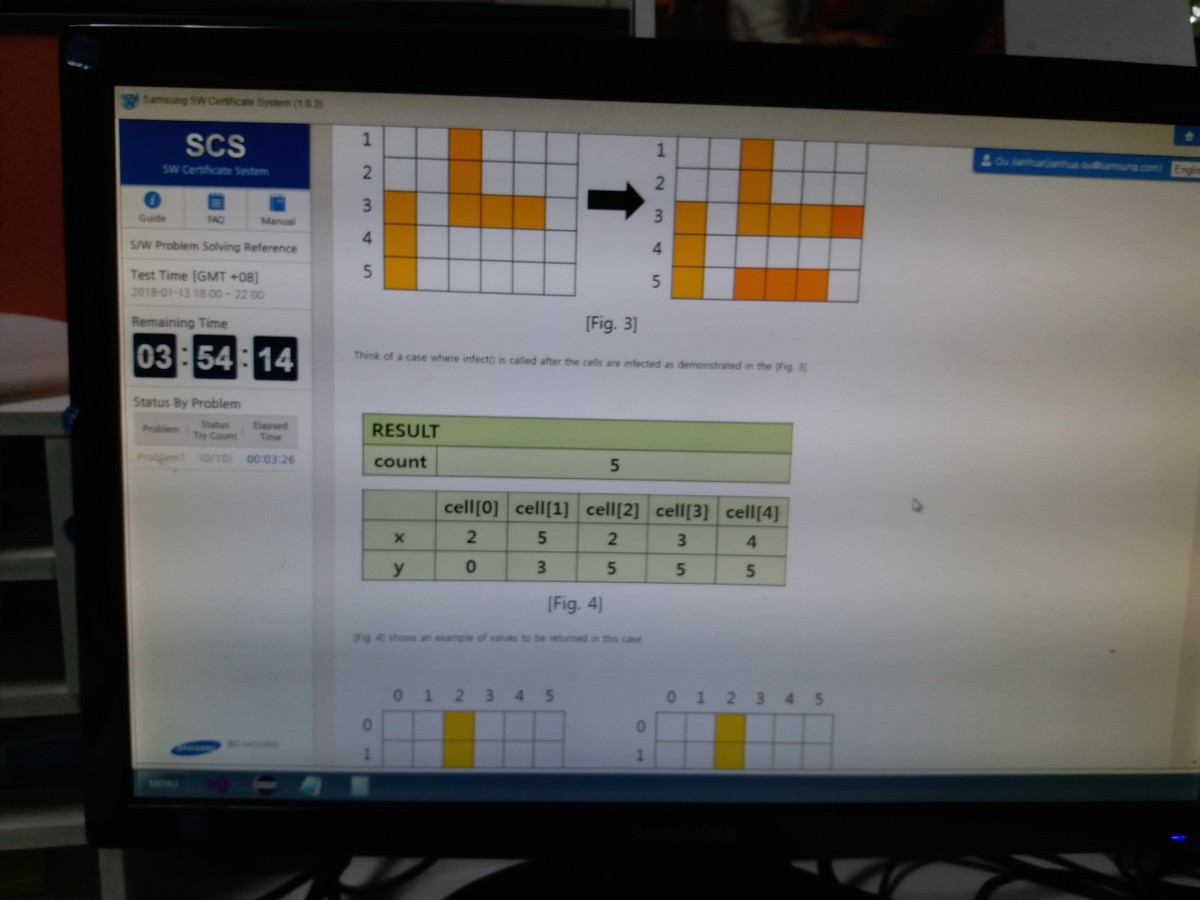 Samsung SW Certificate System (1.0.3)
SCS
SW Certificate System
Guide FAQ Manual
S/W Problem Solving Reference
Test Time [GMT +08]
2018-01-13 18:00 ~ 22:00
Remaining Time
03 : 54 : 14
Status By Problem
Problem Status Try Count Elapsed Time
Problem1 (0/10) 00:03:26
SAMSUNG
MENU
1 1
2 2
3 3
4 4
5 5
[Fig. 3]
Think of a case where infect() is called after the cells are infected as demonstrated in the [Fig. 3]
RESULT
count 5
cell[0] cell[1] cell[2] cell[3] cell[4]
x 2 5 2 3 4
y 0 3 5 5 5
[Fig. 4]
[Fig. 4] shows an example of values to be returned in this case
0 1 2 3 4 5 0 1 2 3 4 5
0 0
1 1
SAMSUNG